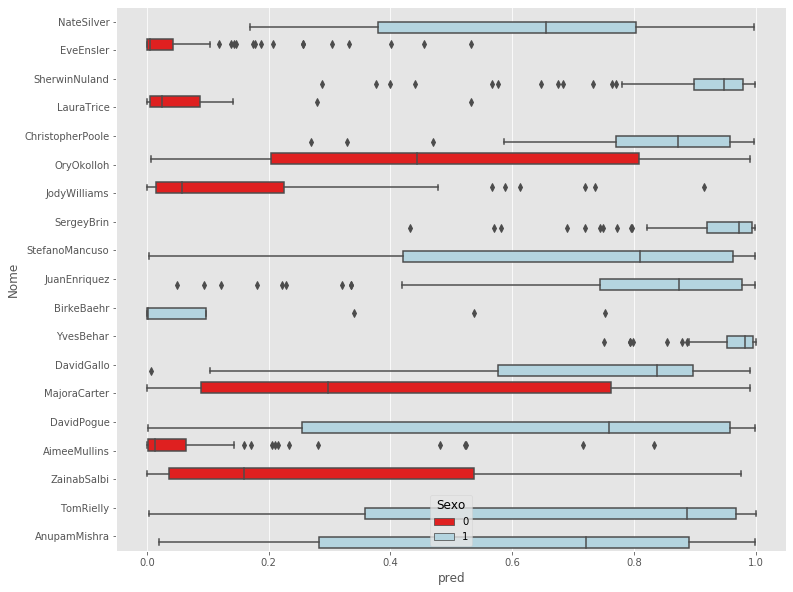 NateSilver
EveEnsler
SherwinNuland
LauraTrice
ChristopherPoole
OryOkolloh
JodyWilliams
SergeyBrin
StefanoMancuso
JuanEnriquez
BirkeBaehr
YvesBehar
DavidGallo
MajoraCarter
DavidPogue
AimeeMullins
ZainabSalbi
TomRielly
AnupamMishra
Nome
Sexo
0
1
0.0 0.2 0.4 0.6 0.8 1.0
pred